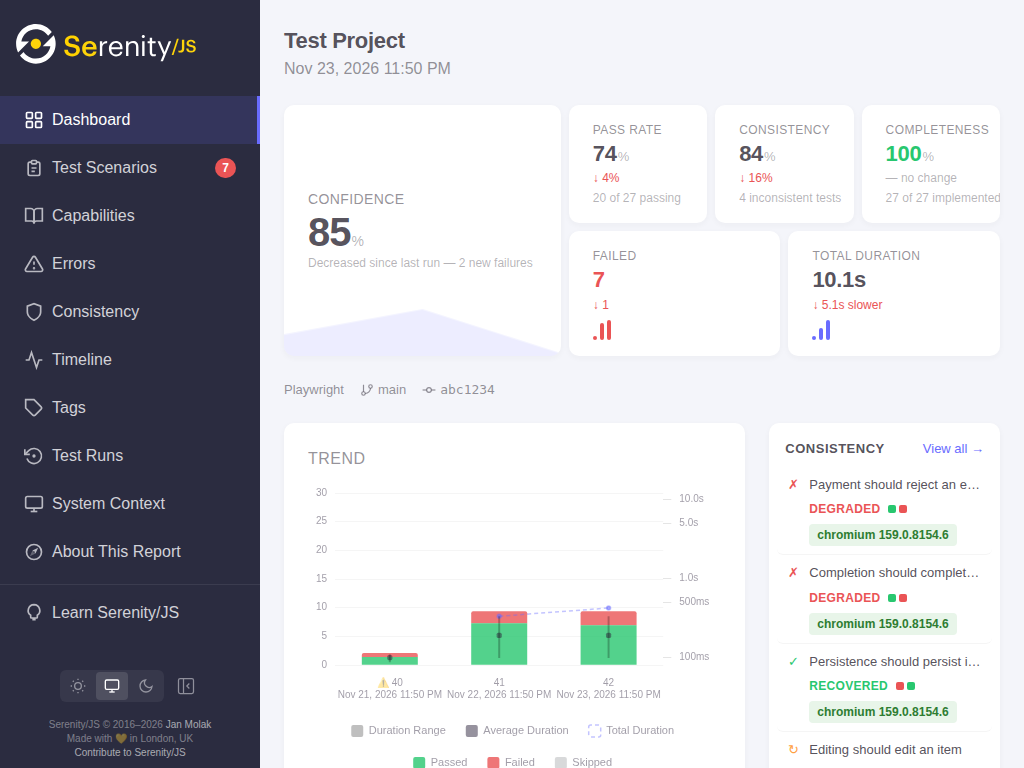 Serenity/JS
Dashboard
Test Scenarios 7
Capabilities
Errors
Consistency
Timeline
Tags
Test Runs
System Context
About This Report
Learn Serenity/JS
Serenity/JS © 2016–2026 Jan Molak
Made with 💛 in London, UK
Contribute to Serenity/JS
Test Project
Nov 23, 2026 11:50 PM
CONFIDENCE
85%
Decreased since last run — 2 new failures
PASS RATE
74%
↓ 4%
20 of 27 passing
CONSISTENCY
84%
↓ 16%
4 inconsistent tests
COMPLETENESS
100%
— no change
27 of 27 implemented
FAILED
7
↓ 1
TOTAL DURATION
10.1s
↓ 5.1s slower
Playwright main abc1234
TREND
30
25
20
15
10
5
0
10.0s
5.0s
1.0s
500ms
100ms
⚠️ 40 41 42
Nov 21, 2026 11:50 PM Nov 22, 2026 11:50 PM Nov 23, 2026 11:50 PM
Duration Range Average Duration Total Duration
Passed Failed Skipped
CONSISTENCY View all →
✗ Payment should reject an e…
DEGRADED
chromium 159.0.8154.6
✗ Completion should complet…
DEGRADED
chromium 159.0.8154.6
✓ Persistence should persist i…
RECOVERED
chromium 159.0.8154.6
↻ Editing should edit an item